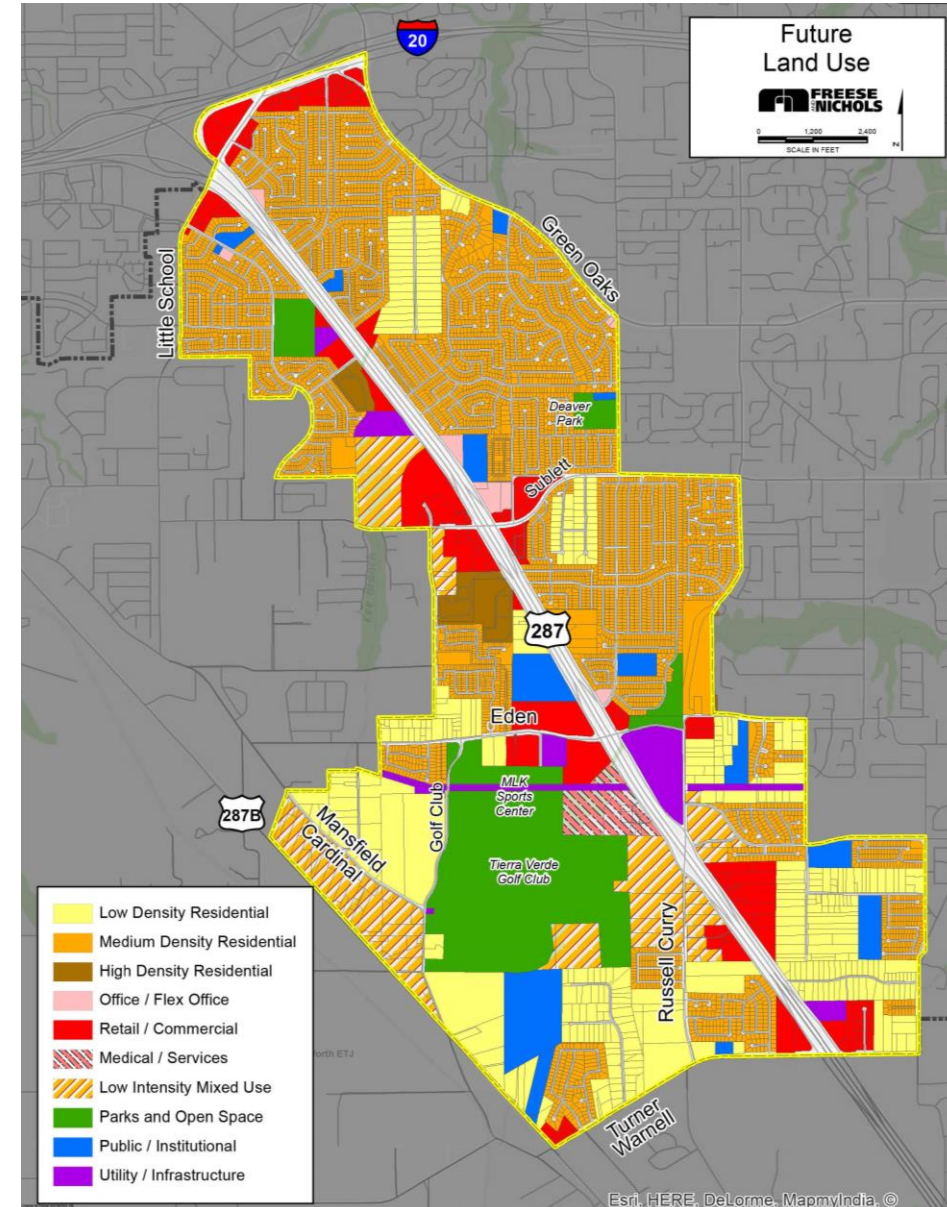 20
Future
Land Use
FREESE
AND
NICHOLS
0 1,200 2,400
SCALE IN FEET
N
Green Oaks
Little School
Deaver
Park
Sublett
287
Eden
287B
Mansfield
Cardinal
Golf Club
MLK
Sports
Center
Tierra Verde
Golf Club
Russell Curry
Turner
Warnell
Low Density Residential
Medium Density Residential
High Density Residential
Office / Flex Office
Retail / Commercial
Medical / Services
Low Intensity Mixed Use
Parks and Open Space
Public / Institutional
Utility / Infrastructure
orth ETJ
Esri, HERE, DeLorme, MapmyIndia, ©